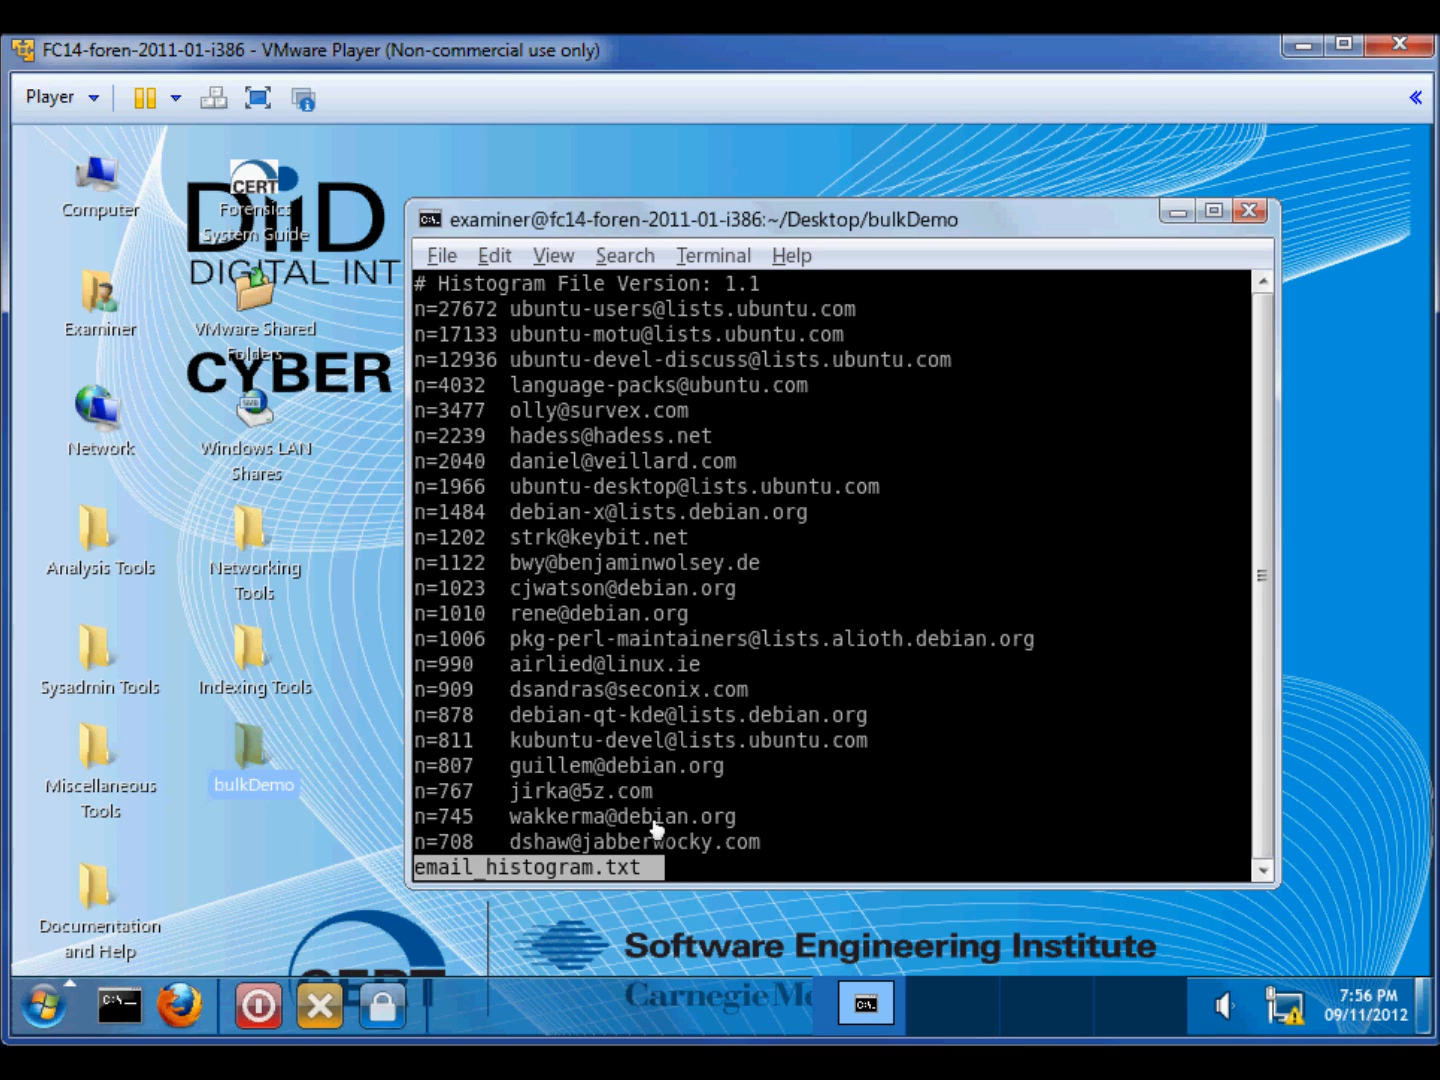 FC14-foren-2011-01-i386 - VMware Player (Non-commercial use only)
Player
Computer
CERT
Forensics
System Guide
DiiD
DIGITAL INT
Examiner
VMware Shared
Folders
CYBER
Network
Windows LAN
Shares
Analysis Tools
Networking
Tools
Sysadmin Tools
Indexing Tools
Miscellaneous
Tools
bulkDemo
Documentation
and Help
examiner@fc14-foren-2011-01-i386:~/Desktop/bulkDemo
File Edit View Search Terminal Help
# Histogram File Version: 1.1
n=27672 ubuntu-users@lists.ubuntu.com
n=17133 ubuntu-motu@lists.ubuntu.com
n=12936 ubuntu-devel-discuss@lists.ubuntu.com
n=4032 language-packs@ubuntu.com
n=3477 olly@survex.com
n=2239 hadess@hadess.net
n=2040 daniel@veillard.com
n=1966 ubuntu-desktop@lists.ubuntu.com
n=1484 debian-x@lists.debian.org
n=1202 strk@keybit.net
n=1122 bwy@benjaminwolsey.de
n=1023 cjwatson@debian.org
n=1010 rene@debian.org
n=1006 pkg-perl-maintainers@lists.alioth.debian.org
n=990 airlied@linux.ie
n=909 dsandras@seconix.com
n=878 debian-qt-kde@lists.debian.org
n=811 kubuntu-devel@lists.ubuntu.com
n=807 guillem@debian.org
n=767 jirka@5z.com
n=745 wakkerma@debian.org
n=708 dshaw@jabberwocky.com
email_histogram.txt
CERT
Software Engineering Institute
Carnegie
7:56 PM
09/11/2012